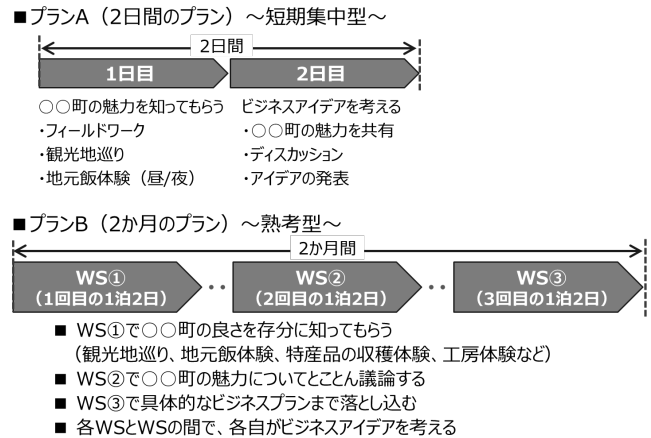 ■プランA（2日間のプラン）～短期集中型～
2日間
1日目
2日目
○○町の魅力を知ってもらう
・フィールドワーク
・観光地巡り
・地元飯体験（昼/夜）
ビジネスアイデアを考える
・○○町の魅力を共有
・ディスカッション
・アイデアの発表
■プランB（2か月のプラン）～熟考型～
2か月間
WS①
（1回目の1泊2日）
・・
WS②
（2回目の1泊2日）
・・
WS③
（3回目の1泊2日）
■ WS①で○○町の良さを存分に知ってもらう
（観光地巡り、地元飯体験、特産品の収穫体験、工房体験など）
■ WS②で○○町の魅力についてとことん議論する
■ WS③で具体的なビジネスプランまで落とし込む
■ 各WSとWSの間で、各自がビジネスアイデアを考える